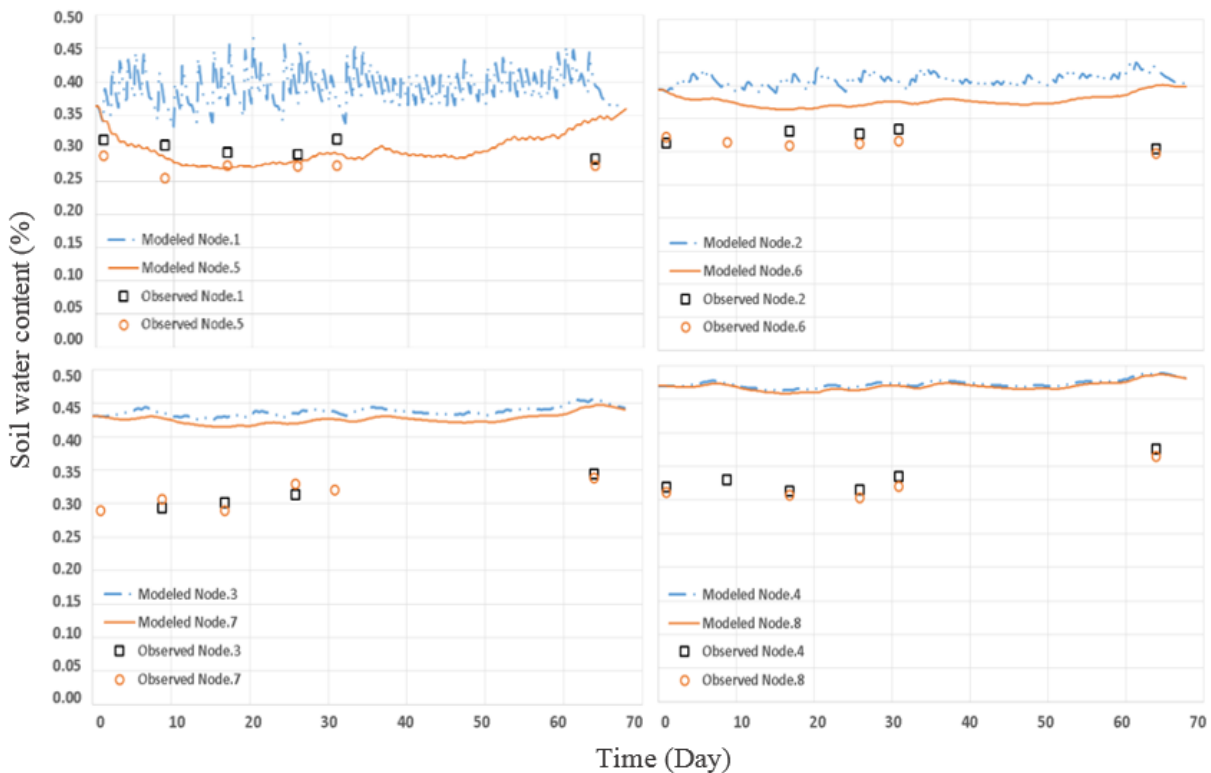 Soil water content (%)
0.50
0.45
0.40
0.35
0.30
0.25
0.20
0.15
0.10
0.05
0.00
Modeled Node.1
Modeled Node.5
Observed Node.1
Observed Node.5
Modeled Node.2
Modeled Node.6
Observed Node.2
Observed Node.6
0.50
0.45
0.40
0.35
0.30
0.25
0.20
0.15
0.10
0.05
0.00
Modeled Node.3
Modeled Node.7
Observed Node.3
Observed Node.7
0 10 20 30 40 50 60 70
Modeled Node.4
Modeled Node.8
Observed Node.4
Observed Node.8
0 10 20 30 40 50 60 70
Time (Day)